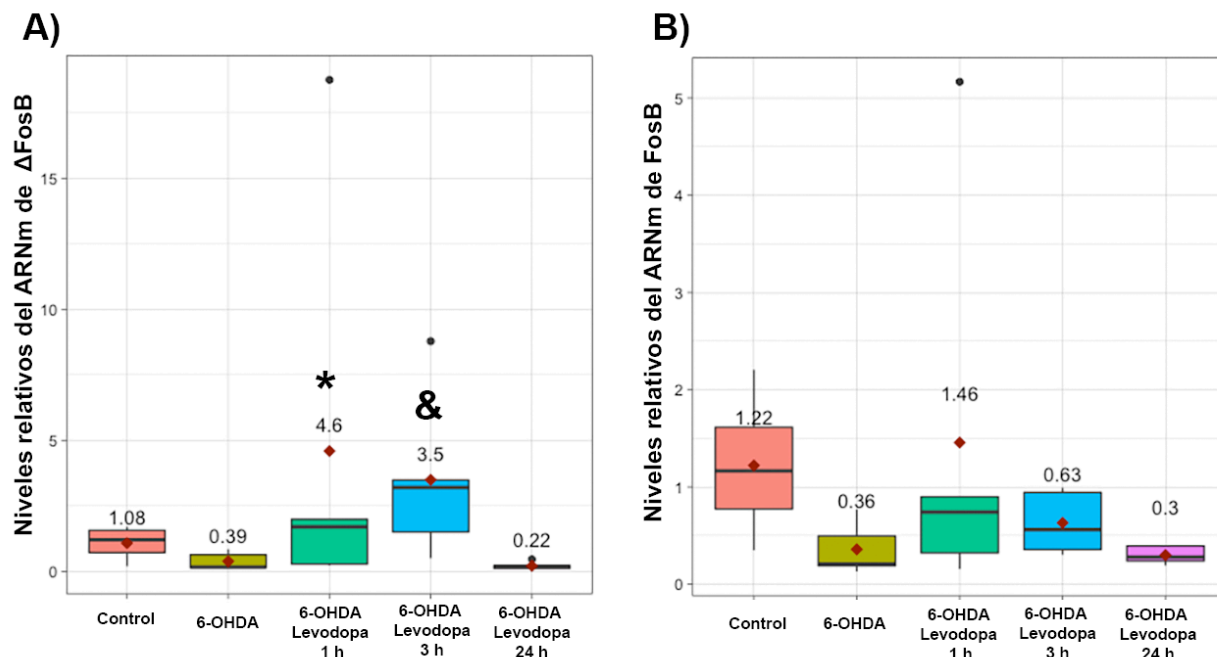 A)
Niveles relativos del ARNm de ΔFosB
15
10
5
0
1.08
0.39
*
4.6
&
3.5
0.22
Control
6-OHDA
6-OHDA
Levodopa
1 h
6-OHDA
Levodopa
3 h
6-OHDA
Levodopa
24 h
B)
Niveles relativos del ARNm de FosB
5
4
3
2
1
0
1.22
0.36
1.46
0.63
0.3
Control
6-OHDA
6-OHDA
Levodopa
1 h
6-OHDA
Levodopa
3 h
6-OHDA
Levodopa
24 h